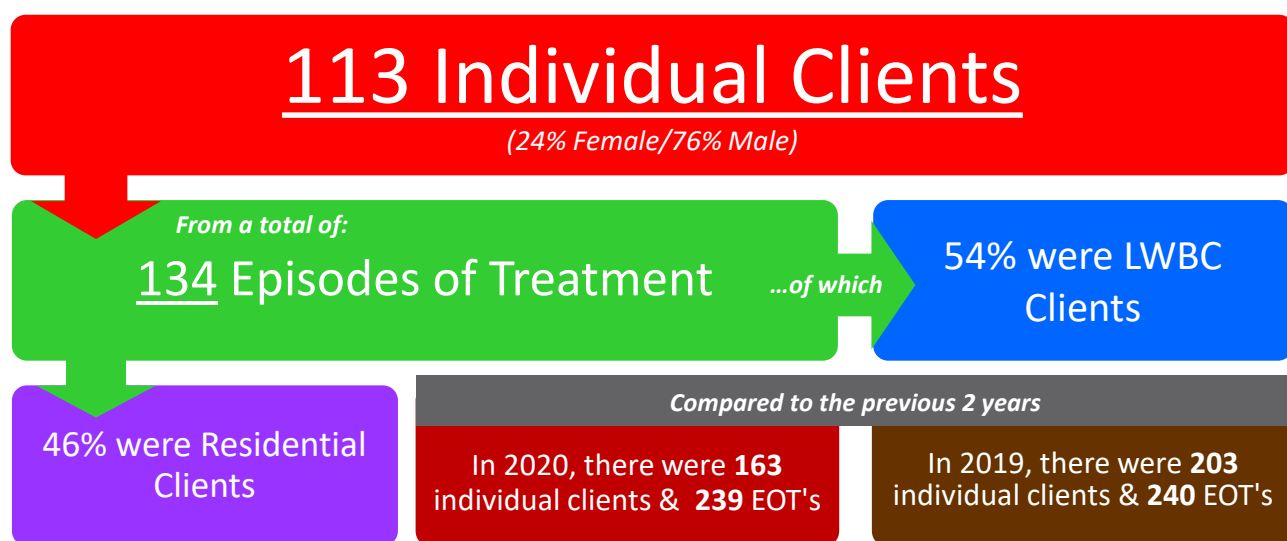 113 Individual Clients
(24% Female/76% Male)
From a total of:
134 Episodes of Treatment
...of which
54% were LWBC
Clients
46% were Residential
Clients
Compared to the previous 2 years
In 2020, there were 163
individual clients & 239 EOT's
In 2019, there were 203
individual clients & 240 EOT's